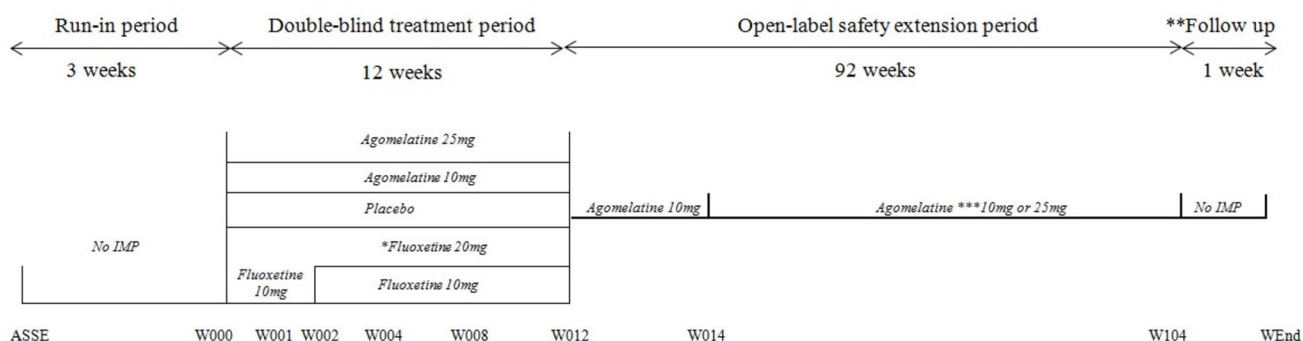 Run-in period Double-blind treatment period Open-label safety extension period **Follow up
3 weeks 12 weeks 92 weeks 1 week
Agomelatine 25mg
Agomelatine 10mg
Placebo Agomelatine 10mg Agomelatine ***10mg or 25mg No IMP
No IMP *Fluoxetine 20mg
Fluoxetine
10mg Fluoxetine 10mg
ASSE W000 W001 W002 W004 W008 W012 W014 W104 WEnd